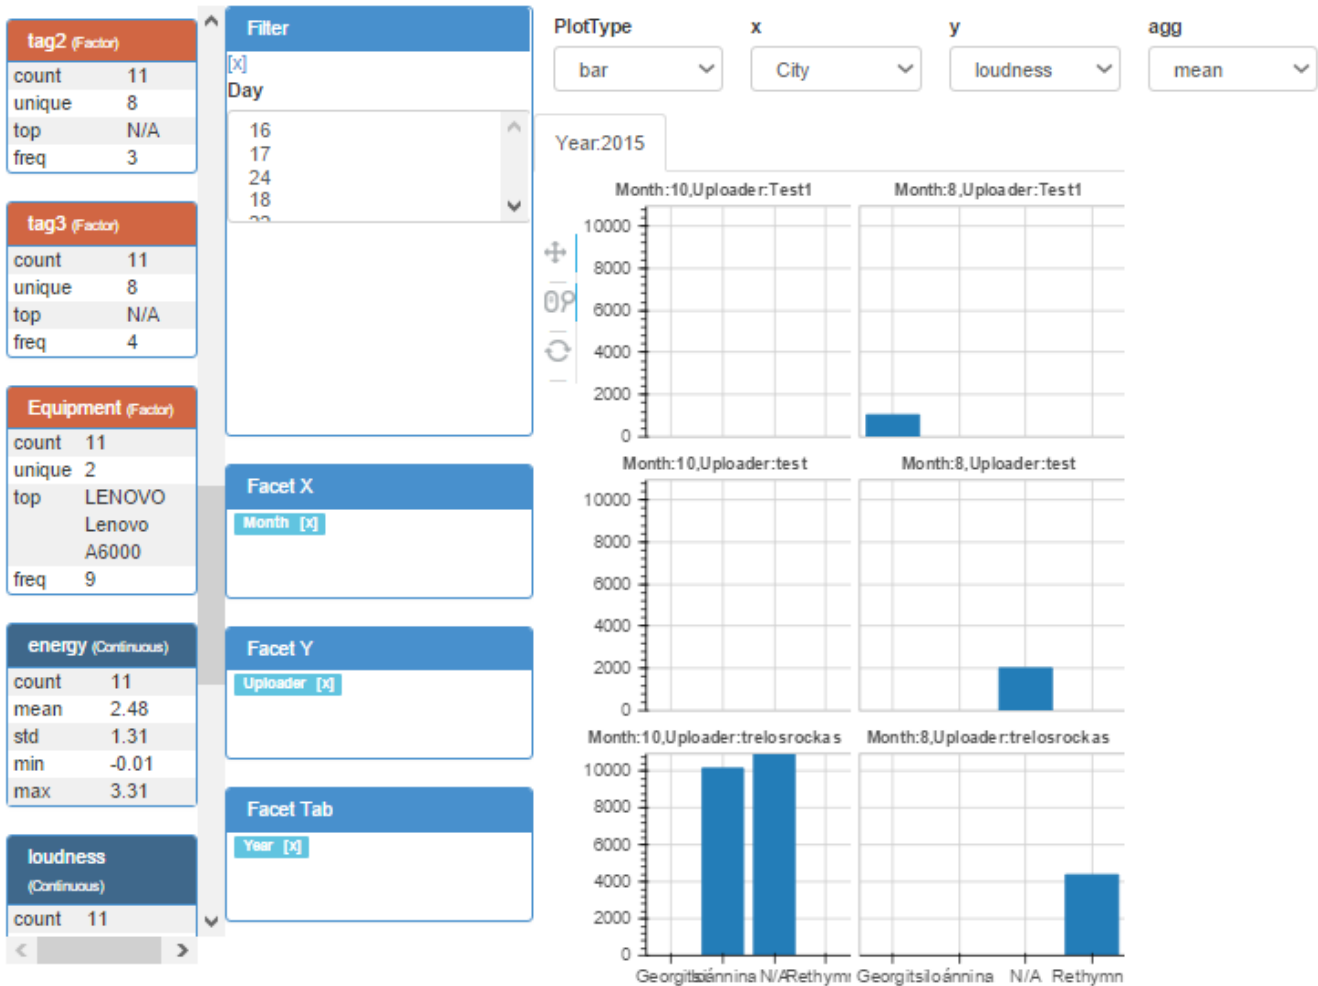 tag2 (Factor)
count 11
unique 8
top N/A
freq 3
tag3 (Factor)
count 11
unique 8
top N/A
freq 4
Equipment (Factor)
count 11
unique 2
top LENOVO
Lenovo
A6000
freq 9
energy (Continuous)
count 11
mean 2.48
std 1.31
min -0.01
max 3.31
loudness
(Continuous)
count 11
Filter
[x]
Day
16
17
24
18
Facet X
Month [x]
Facet Y
Uploader [x]
Facet Tab
Year [x]
PlotType x y agg
bar City loudness mean
Year:2015
Month:10,Uploader:Test1 Month:8,Uploader:Test1
10000
8000
6000
4000
2000
0
Month:10,Uploader:test Month:8,Uploader:test
10000
8000
6000
4000
2000
0
Month:10,Uploader:trelosrockas Month:8,Uploader:trelosrockas
10000
8000
6000
4000
2000
0
N/A Rethymn Georgitsi Ioánnina N/A Rethymn